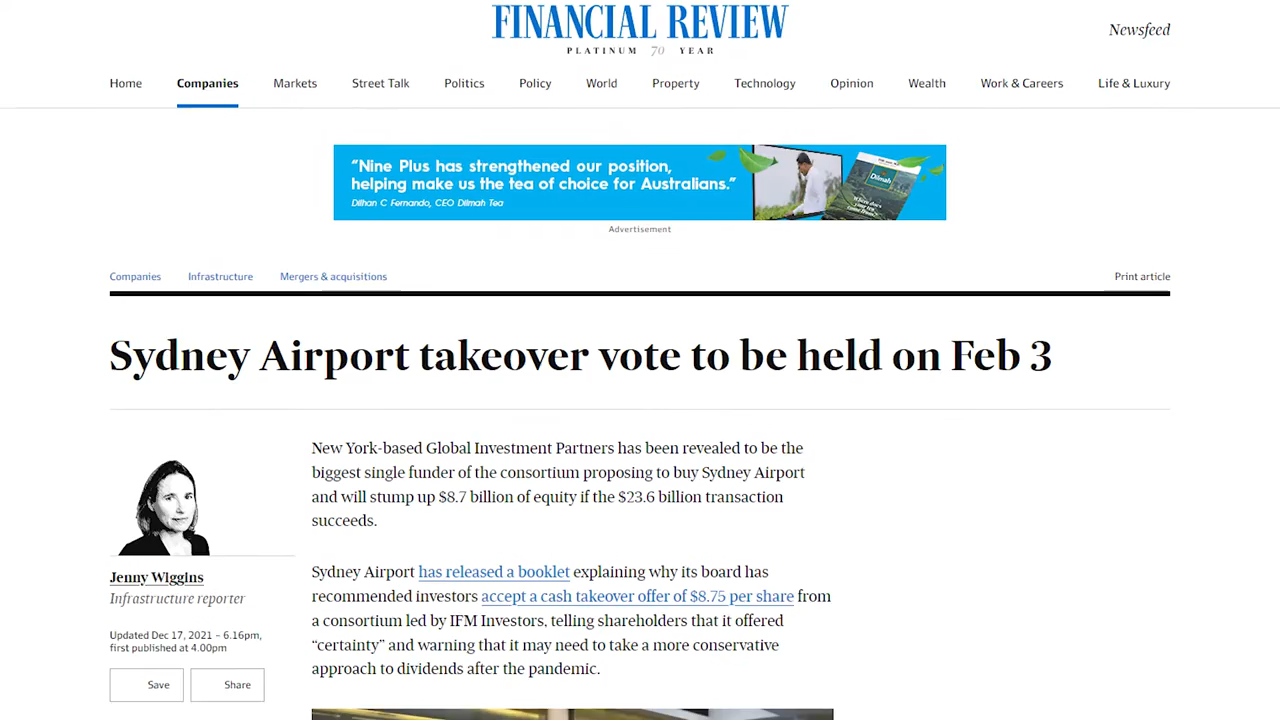 FINANCIAL REVIEW
PLATINUM 70 YEAR
Newsfeed
Home Companies Markets Street Talk Politics Policy World Property Technology Opinion Wealth Work & Careers Life & Luxury
“Nine Plus has strengthened our position,
helping make us the tea of choice for Australians.”
Dilhan C Fernando, CEO Dilmah Tea
Dilmah
Advertisement
Companies Infrastructure Mergers & acquisitions Print article
Sydney Airport takeover vote to be held on Feb 3
New York-based Global Investment Partners has been revealed to be the
biggest single funder of the consortium proposing to buy Sydney Airport
and will stump up $8.7 billion of equity if the $23.6 billion transaction
succeeds.
Sydney Airport has released a booklet explaining why its board has
recommended investors accept a cash takeover offer of $8.75 per share from
a consortium led by IFM Investors, telling shareholders that it offered
“certainty” and warning that it may need to take a more conservative
approach to dividends after the pandemic.
Jenny Wiggins
Infrastructure reporter
Updated Dec 17, 2021 – 6.16pm,
first published at 4.00pm
Save Share